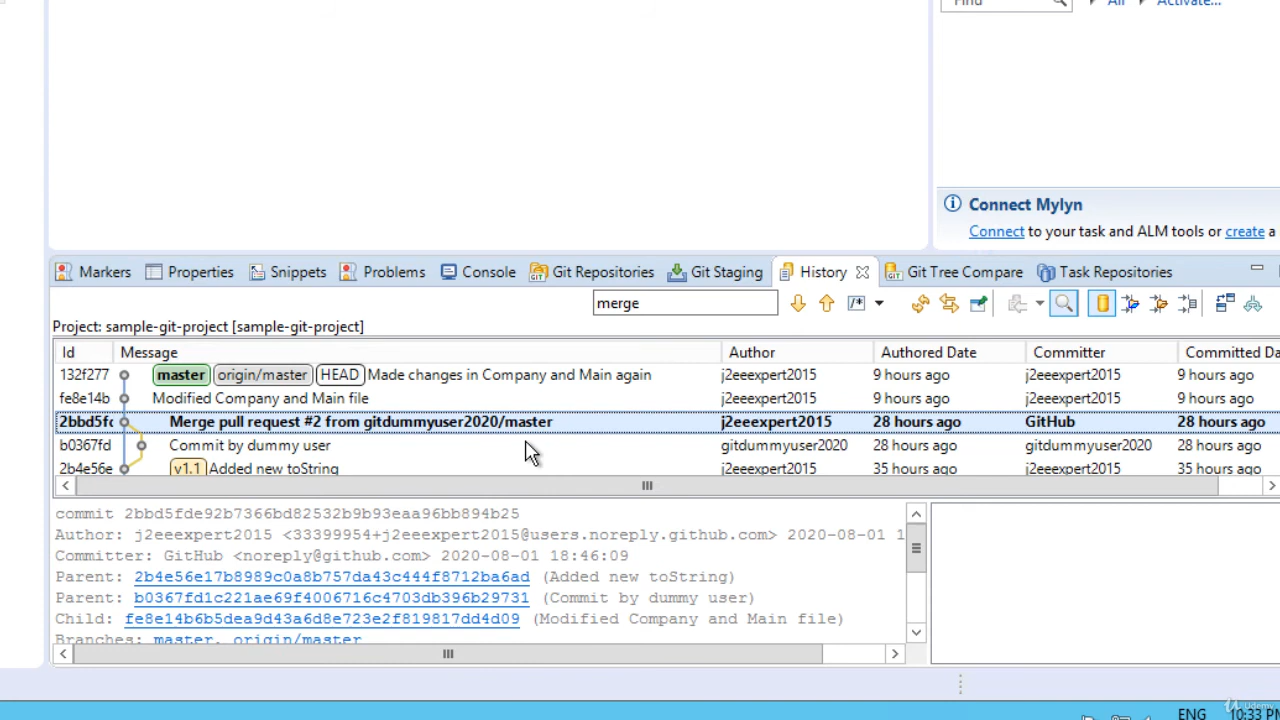 Find All Activate...
Connect Mylyn
Connect to your task and ALM tools or create a
Markers Properties Snippets Problems Console Git Repositories Git Staging History Git Tree Compare Task Repositories
merge
Project: sample-git-project [sample-git-project]
Id Message Author Authored Date Committer Committed Da
132f277 master origin/master HEAD Made changes in Company and Main again j2eeexpert2015 9 hours ago j2eeexpert2015 9 hours ago
fe8e14b Modified Company and Main file j2eeexpert2015 9 hours ago j2eeexpert2015 9 hours ago
2bbd5fc Merge pull request #2 from gitdummyuser2020/master j2eeexpert2015 28 hours ago GitHub 28 hours ago
b0367fd Commit by dummy user gitdummyuser2020 28 hours ago gitdummyuser2020 28 hours ago
2b4e56e v1.1 Added new toString j2eeexpert2015 35 hours ago j2eeexpert2015 35 hours ago
commit 2bbd5fde92b7366bd82532b9b93eaa96bb894b25
Author: j2eeexpert2015 <33399954+j2eeexpert2015@users.noreply.github.com> 2020-08-01 1
Committer: GitHub <noreply@github.com> 2020-08-01 18:46:09
Parent: 2b4e56e17b8989c0a8b757da43c444f8712ba6ad (Added new toString)
Parent: b0367fd1c221ae69f4006716c4703db396b29731 (Commit by dummy user)
Child: fe8e14b6b5dea9d43a6d8e723e2f819817dd4d09 (Modified Company and Main file)
Branches: master, origin/master
ENG 10:33 PM
Udemy